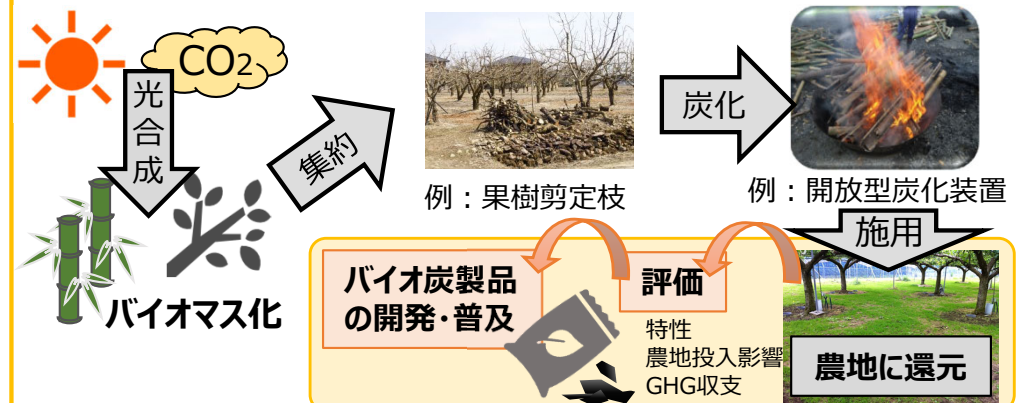 CO2
光合成
バイオマス化
集約
例：果樹剪定枝
炭化
例：開放型炭化装置
施用
農地に還元
評価
特性
農地投入影響
GHG収支
バイオ炭製品
の開発・普及